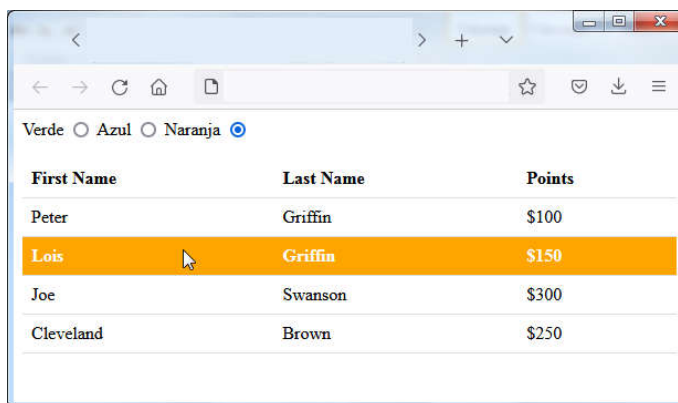 Verde Azul Naranja
First Name Last Name Points
Peter Griffin $100
Lois Griffin $150
Joe Swanson $300
Cleveland Brown $250